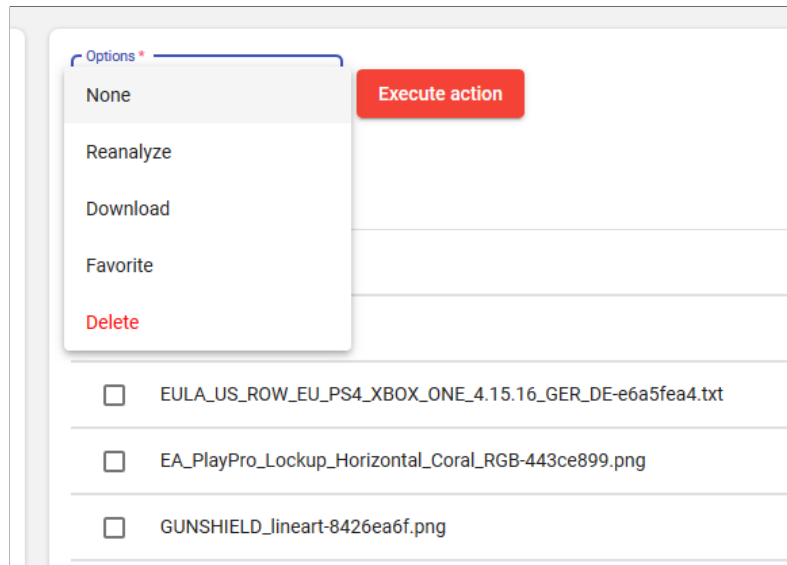 Options *
None
Execute action
Reanalyze
Download
Favorite
Delete
EULA_US_ROW_EU_PS4_XBOX_ONE_4.15.16_GER_DE-e6a5fea4.txt
EA_PlayPro_Lockup_Horizontal_Coral_RGB-443ce899.png
GUNSHIELD_lineart-8426ea6f.png